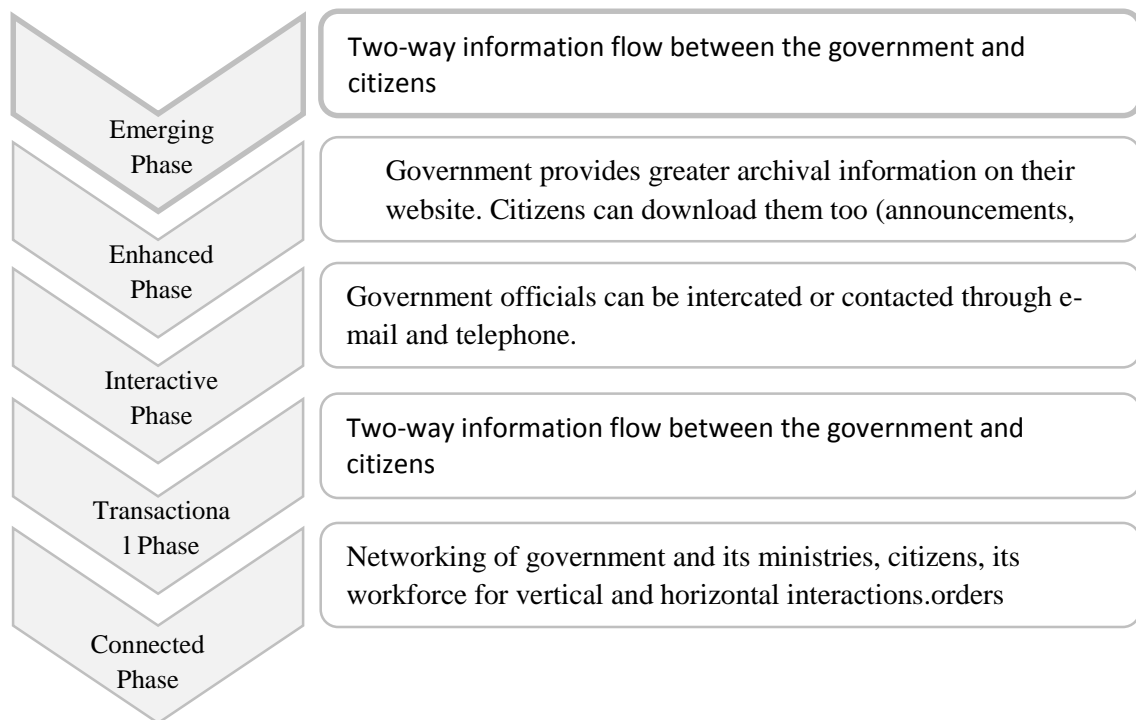 Two-way information flow between the government and
citizens
Emerging
Phase
Government provides greater archival information on their
website. Citizens can download them too (announcements,
Enhanced
Phase
Government officials can be intercated or contacted through e-
mail and telephone.
Interactive
Phase
Two-way information flow between the government and
citizens
Transactiona
l Phase
Networking of government and its ministries, citizens, its
workforce for vertical and horizontal interactions.orders
Connected
Phase